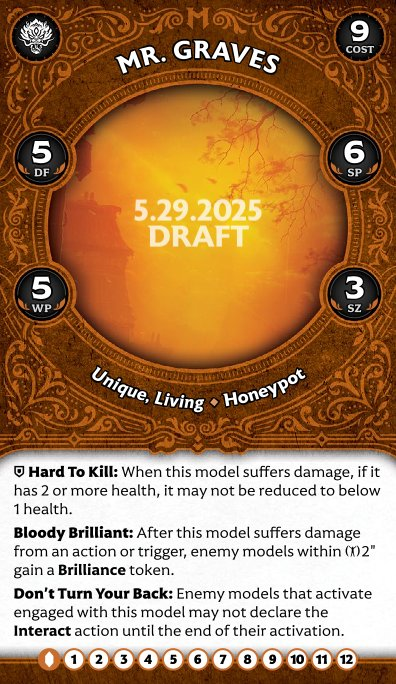 MR. GRAVES
9
COST
5
DF
6
SP
5.29.2025
DRAFT
5
WP
3
SZ
Unique, Living ◆ Honeypot
Hard To Kill: When this model suffers damage, if it
has 2 or more health, it may not be reduced to below
1 health.
Bloody Brilliant: After this model suffers damage
from an action or trigger, enemy models within 2"
gain a Brilliance token.
Don't Turn Your Back: Enemy models that activate
engaged with this model may not declare the
Interact action until the end of their activation.
1 2 3 4 5 6 7 8 9 10 11 12